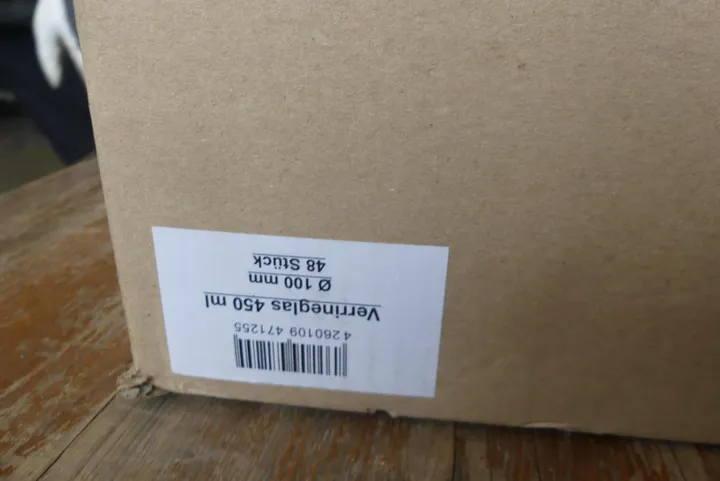 4 260109 471255
Verrineglas 450 ml
Ø 100 mm
48 Stück